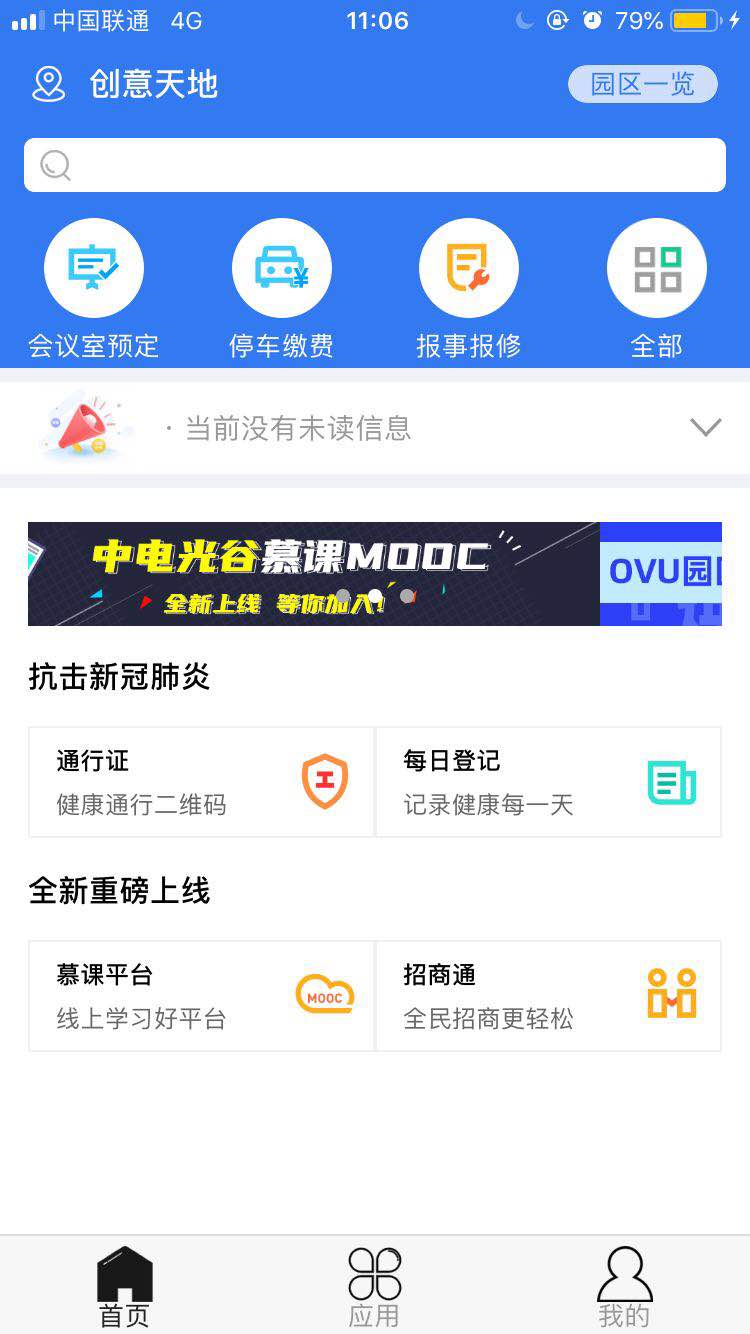 中国联通 4G 11:06 79%
创意天地 园区一览
会议室预定 停车缴费 报事报修 全部
¥
· 当前没有未读信息
中电光谷慕课MOOC
全新上线 等你加入!
OVU园
抗击新冠肺炎
通行证 每日登记
健康通行二维码 记录健康每一天
全新重磅上线
慕课平台 招商通
MOOC
线上学习好平台 全民招商更轻松
首页 应用 我的